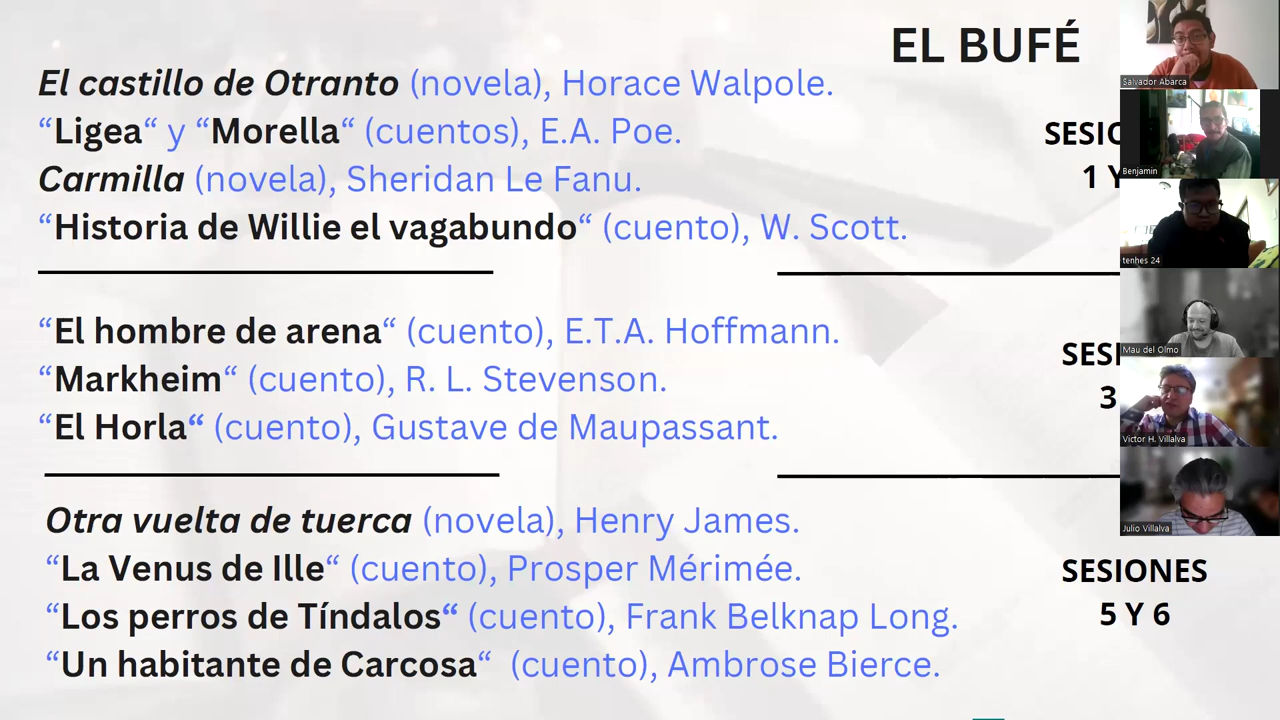 EL BUFÉ
El castillo de Otranto (novela), Horace Walpole.
“Ligea“ y “Morella“ (cuentos), E.A. Poe.
Carmilla (novela), Sheridan Le Fanu.
“Historia de Willie el vagabundo“ (cuento), W. Scott.
SESIO
1 Y
“El hombre de arena“ (cuento), E.T.A. Hoffmann.
“Markheim“ (cuento), R. L. Stevenson.
“El Horla“ (cuento), Gustave de Maupassant.
SESI
3
Otra vuelta de tuerca (novela), Henry James.
“La Venus de Ille“ (cuento), Prosper Mérimée.
“Los perros de Tíndalos“ (cuento), Frank Belknap Long.
“Un habitante de Carcosa“ (cuento), Ambrose Bierce.
SESIONES
5 Y 6
Salvador Abarca
Benjamin
tenhes 24
Mau del Olmo
Victor H. Villalva
Julio Villalva